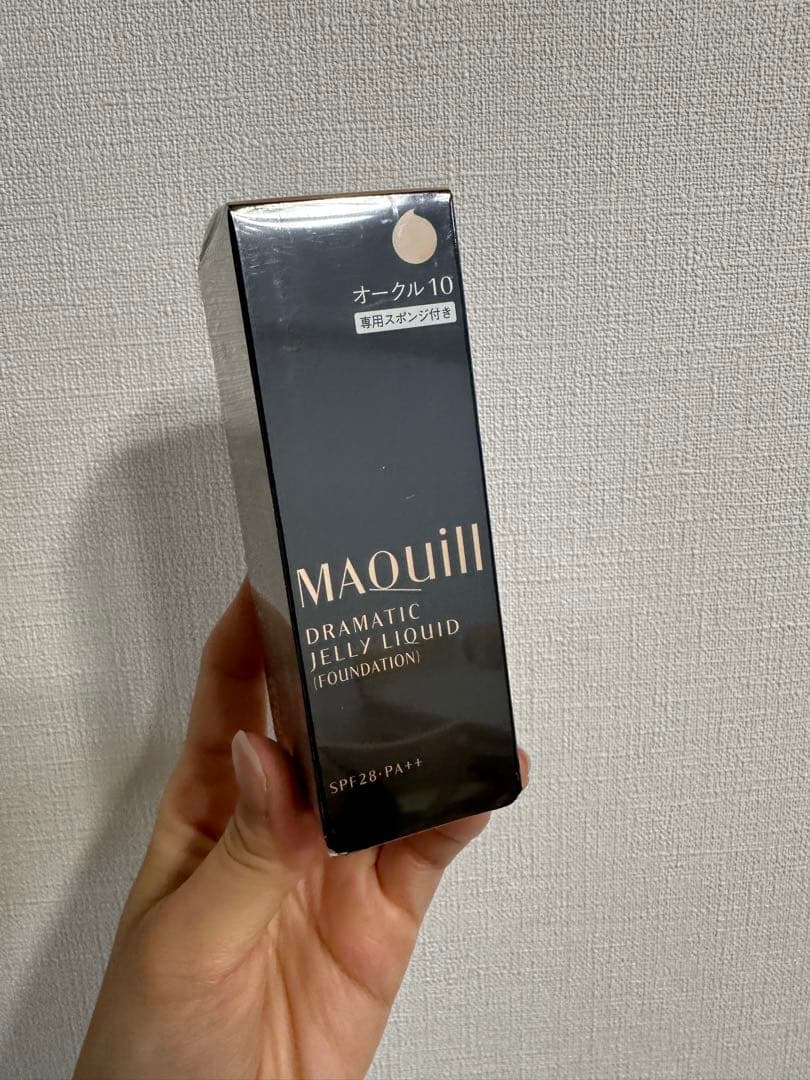 オークル10
専用スポンジ付き
MAQuill
DRAMATIC
JELLY LIQUID
(FOUNDATION)
SPF28・PA++